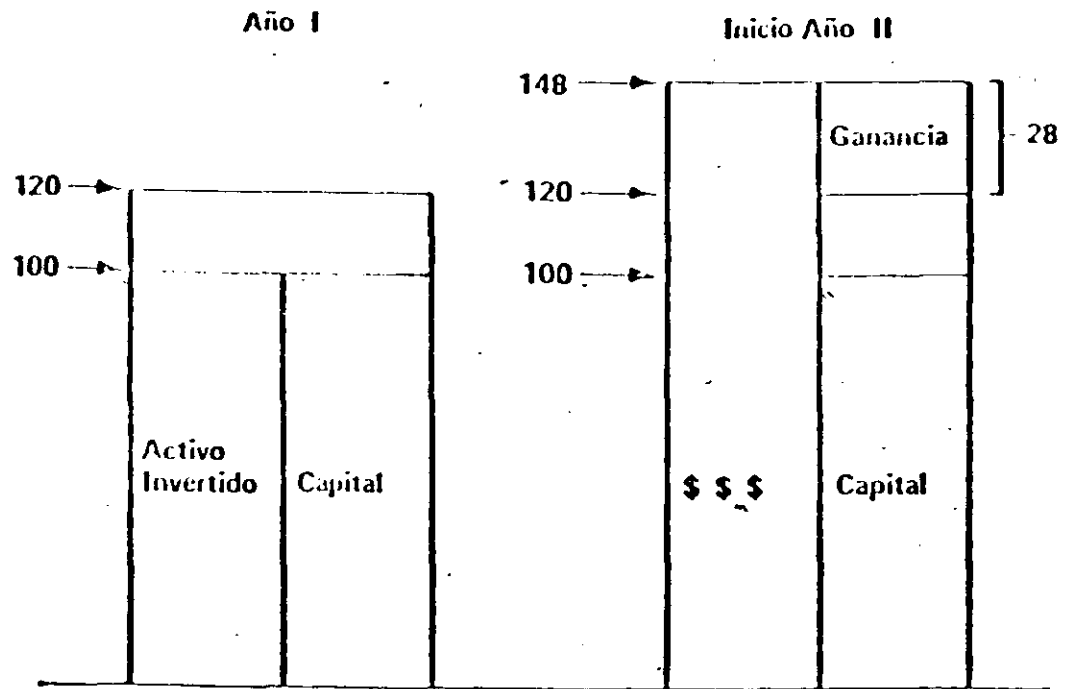 Año I
120
100
Activo
Invertido
Capital
Inicio Año II
148
120
100
Ganancia
28
$ $ $
Capital